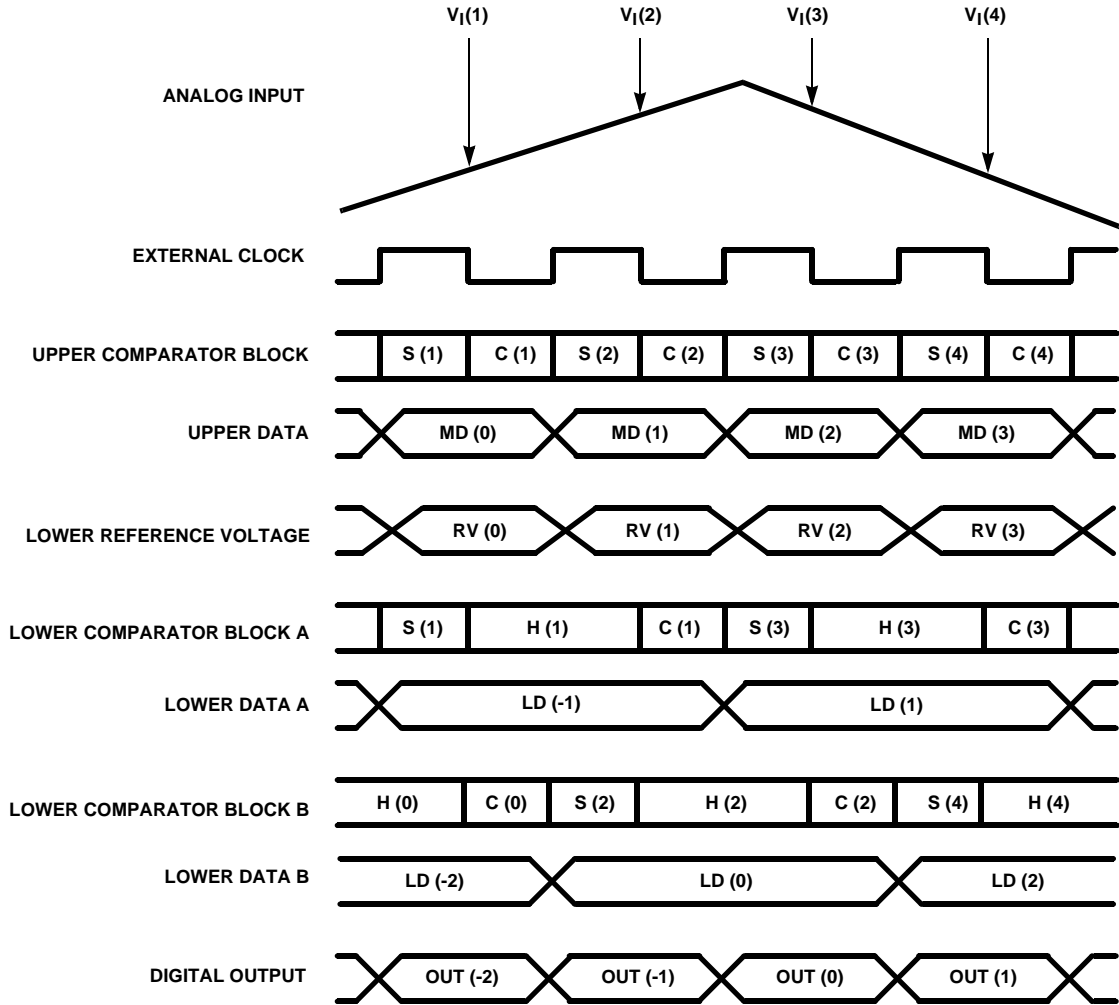 VI(1) VI(2) VI(3) VI(4)
ANALOG INPUT
EXTERNAL CLOCK
UPPER COMPARATOR BLOCK S (1) C (1) S (2) C (2) S (3) C (3) S (4) C (4)
UPPER DATA MD (0) MD (1) MD (2) MD (3)
LOWER REFERENCE VOLTAGE RV (0) RV (1) RV (2) RV (3)
LOWER COMPARATOR BLOCK A S (1) H (1) C (1) S (3) H (3) C (3)
LOWER DATA A LD (-1) LD (1)
LOWER COMPARATOR BLOCK B H (0) C (0) S (2) H (2) C (2) S (4) H (4)
LOWER DATA B LD (-2) LD (0) LD (2)
DIGITAL OUTPUT OUT (-2) OUT (-1) OUT (0) OUT (1)